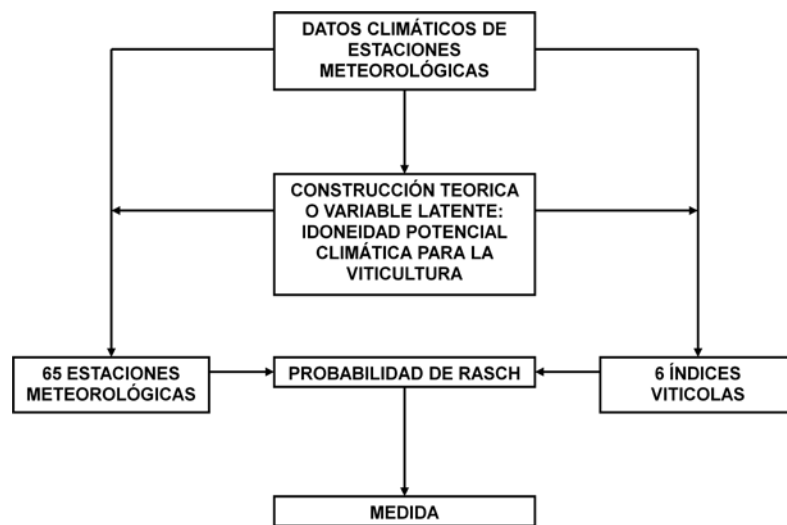 DATOS CLIMÁTICOS DE
ESTACIONES
METEOROLÓGICAS
CONSTRUCCIÓN TEORICA
O VARIABLE LATENTE:
IDONEIDAD POTENCIAL
CLIMÁTICA PARA LA
VITICULTURA
65 ESTACIONES
METEOROLÓGICAS
PROBABILIDAD DE RASCH
6 ÍNDICES
VITICOLAS
MEDIDA